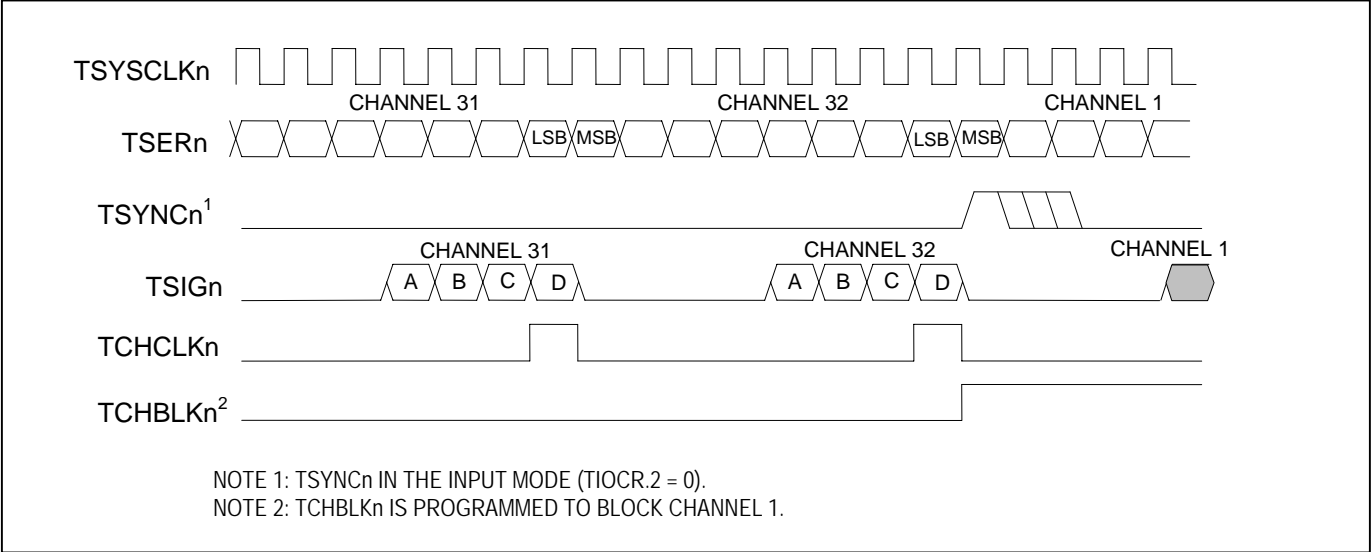 TSYSCLKn
CHANNEL 31 CHANNEL 32 CHANNEL 1
TSERn LSB MSB LSB MSB
TSYNCn1
CHANNEL 31 CHANNEL 32 CHANNEL 1
TSIGn A B C D A B C D
TCHCLKn
TCHBLKn2
NOTE 1: TSYNCn IN THE INPUT MODE (TIOCR.2 = 0).
NOTE 2: TCHBLKn IS PROGRAMMED TO BLOCK CHANNEL 1.